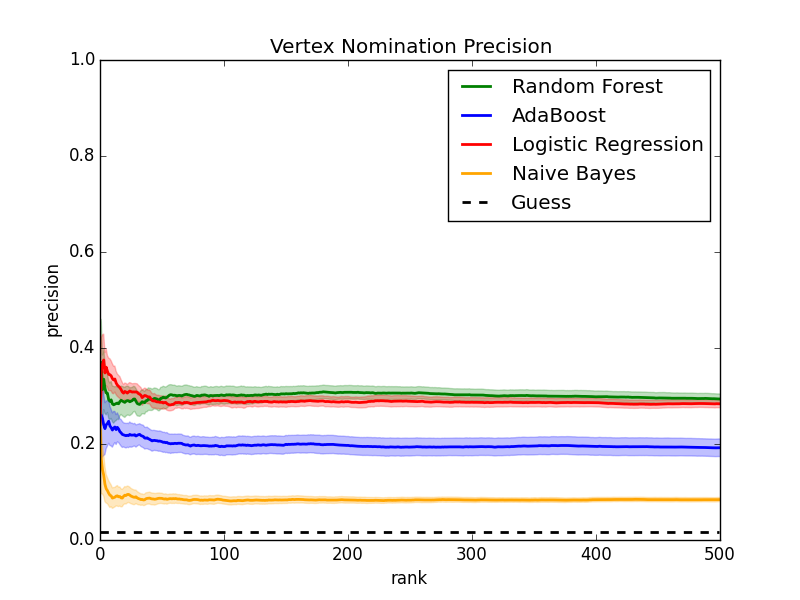 Vertex Nomination Precision
1.0
0.8
0.6
0.4
0.2
0.0
precision
Random Forest
AdaBoost
Logistic Regression
Naive Bayes
Guess
0 100 200 300 400 500
rank